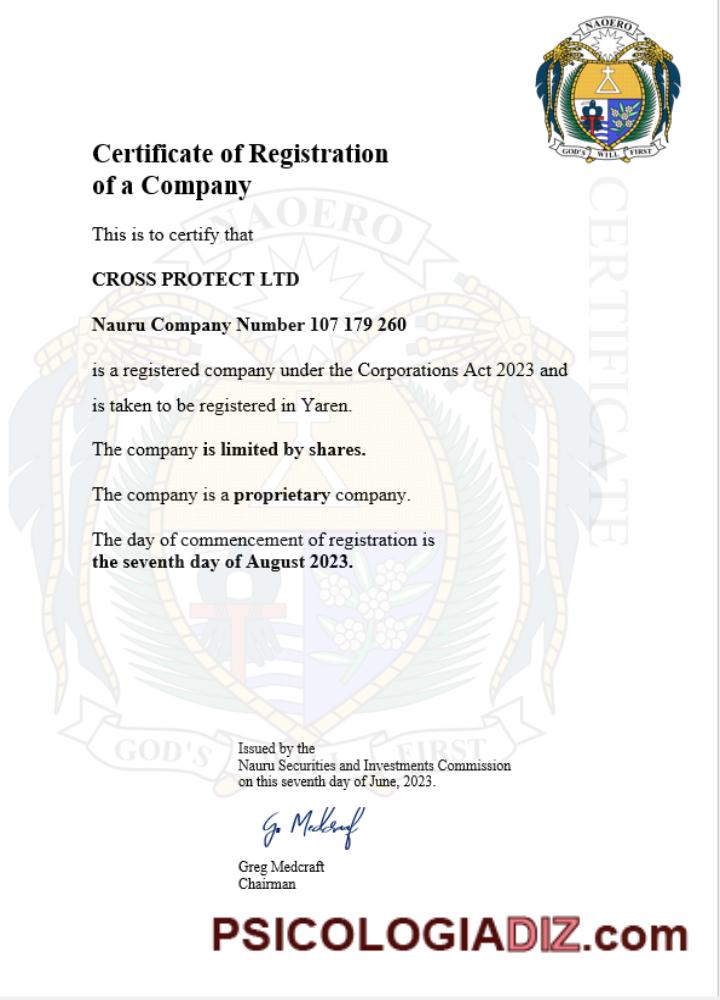 NAOERO
GOD'S WILL FIRST
Certificate of Registration
of a Company
CERTIFICATE
NAOERO
This is to certify that
CROSS PROTECT LTD
Nauru Company Number 107 179 260
is a registered company under the Corporations Act 2023 and
is taken to be registered in Yaren.
The company is limited by shares.
The company is a proprietary company.
The day of commencement of registration is
the seventh day of August 2023.
GOD'S WILL FIRST
Issued by the
Nauru Securities and Investments Commission
on this seventh day of June, 2023.
G. Medcraft
Greg Medcraft
Chairman
PSICOLOGIADIZ.com